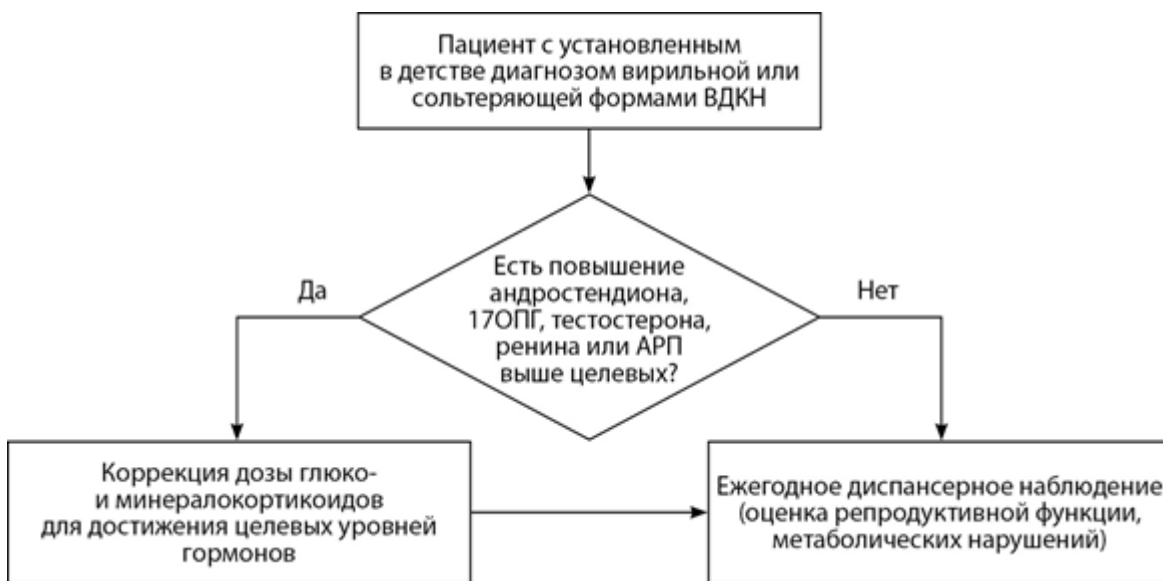 Пациент с установленным
в детстве диагнозом вирильной или
сольтеряющей формами ВДКН
Есть повышение
андростендиона,
17ОПГ, тестостерона,
ренина или АРП
выше целевых?
Да
Нет
Коррекция дозы глюко-
и минералокортикоидов
для достижения целевых уровней
гормонов
Ежегодное диспансерное наблюдение
(оценка репродуктивной функции,
метаболических нарушений)